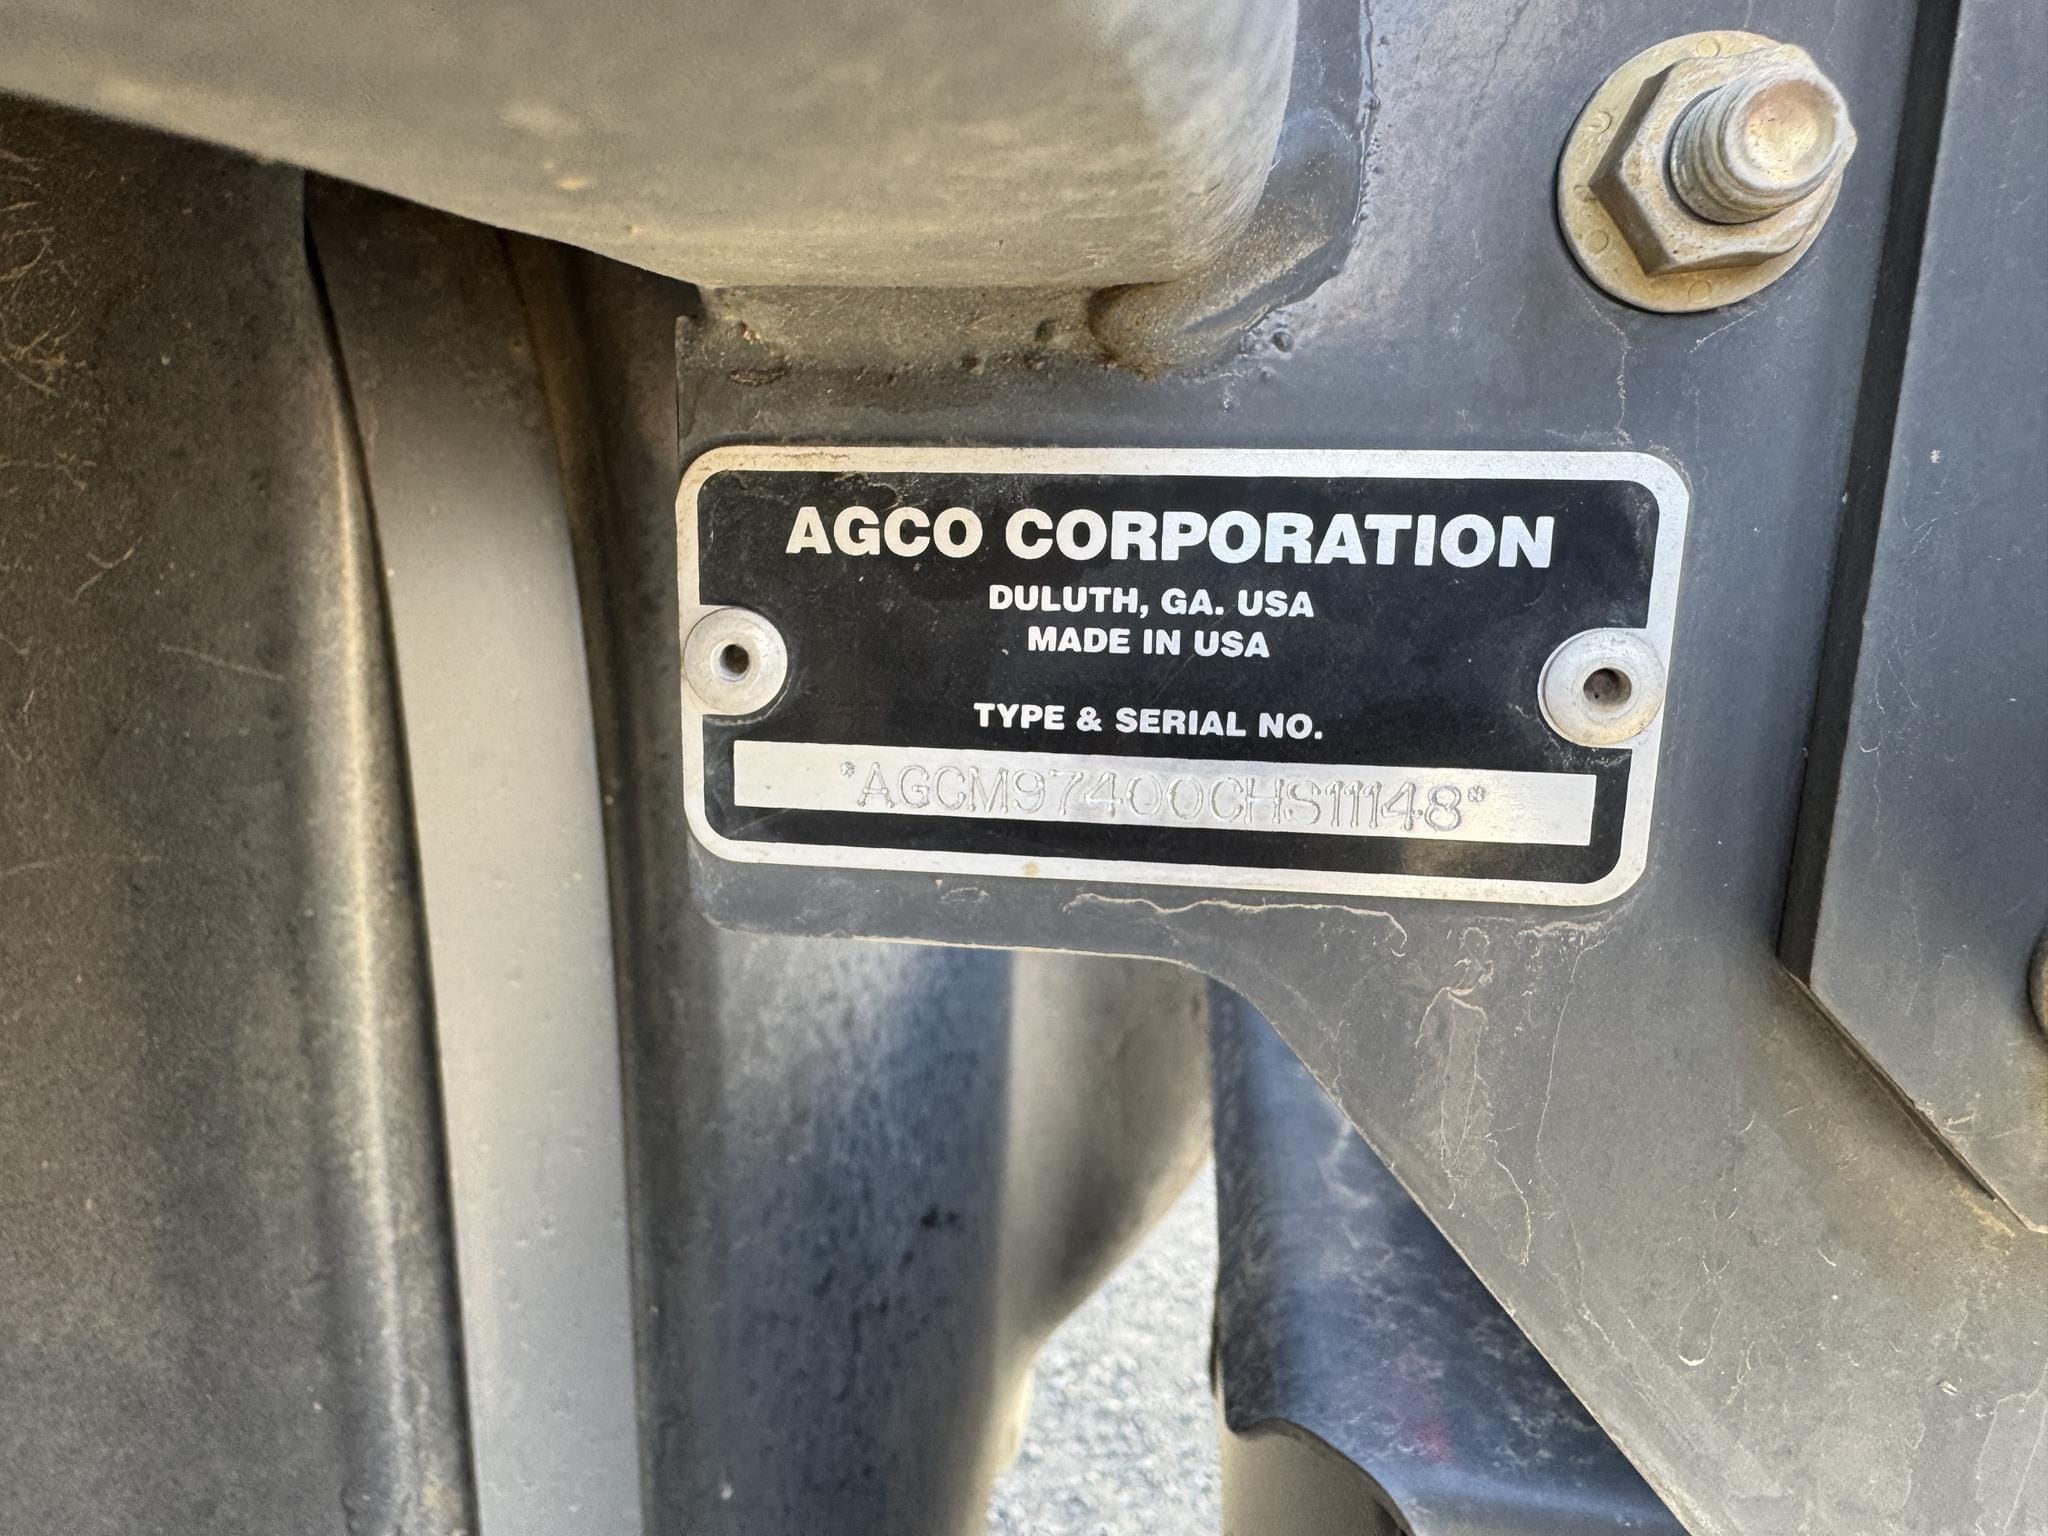 AGCO CORPORATION
DULUTH, GA. USA
MADE IN USA
TYPE & SERIAL NO.
*AGCM97400CHS11148*